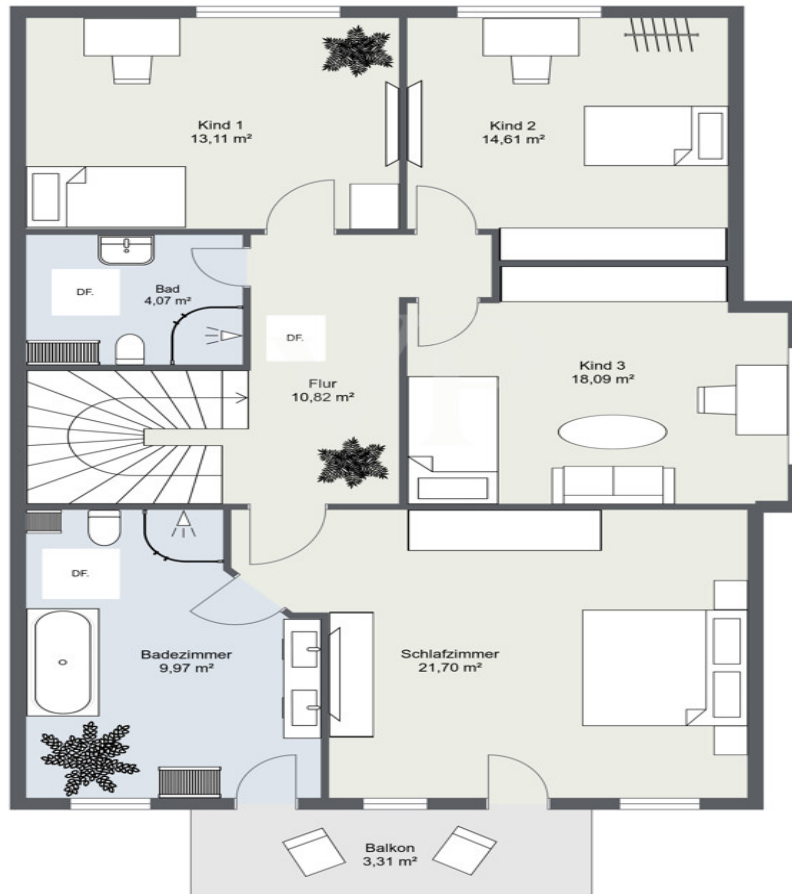 Kind 1
13,11 m²
Kind 2
14,61 m²
DF.
Bad
4,07 m²
DF.
Flur
10,82 m²
Kind 3
18,09 m²
DF.
Badezimmer
9,97 m²
Schlafzimmer
21,70 m²
Balkon
3,31 m²